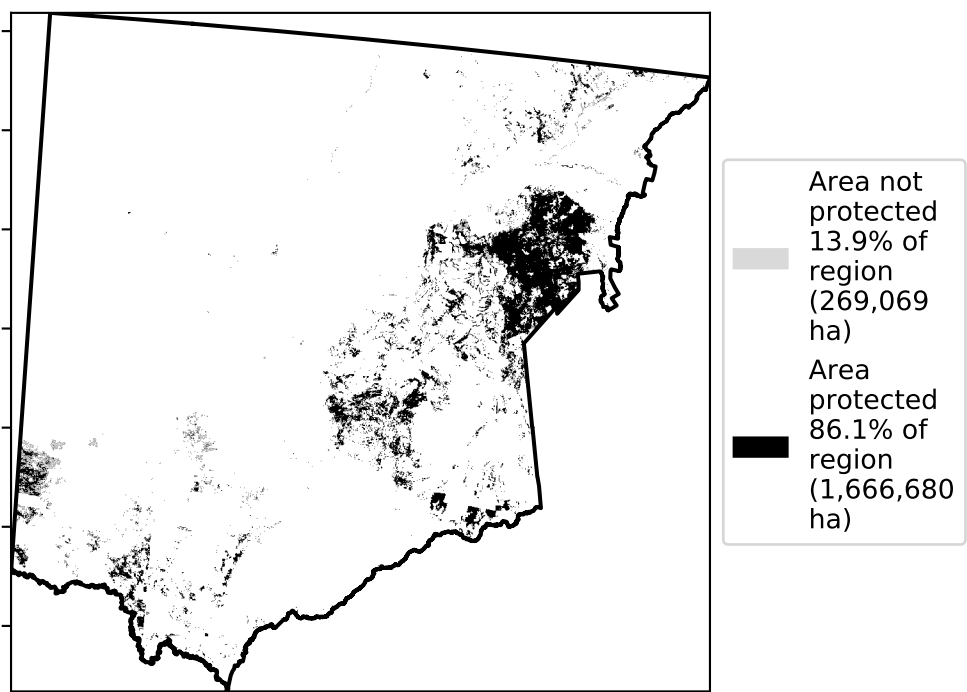 Area not
protected
13.9% of
region
(269,069
ha)
Area
protected
86.1% of
region
(1,666,680
ha)